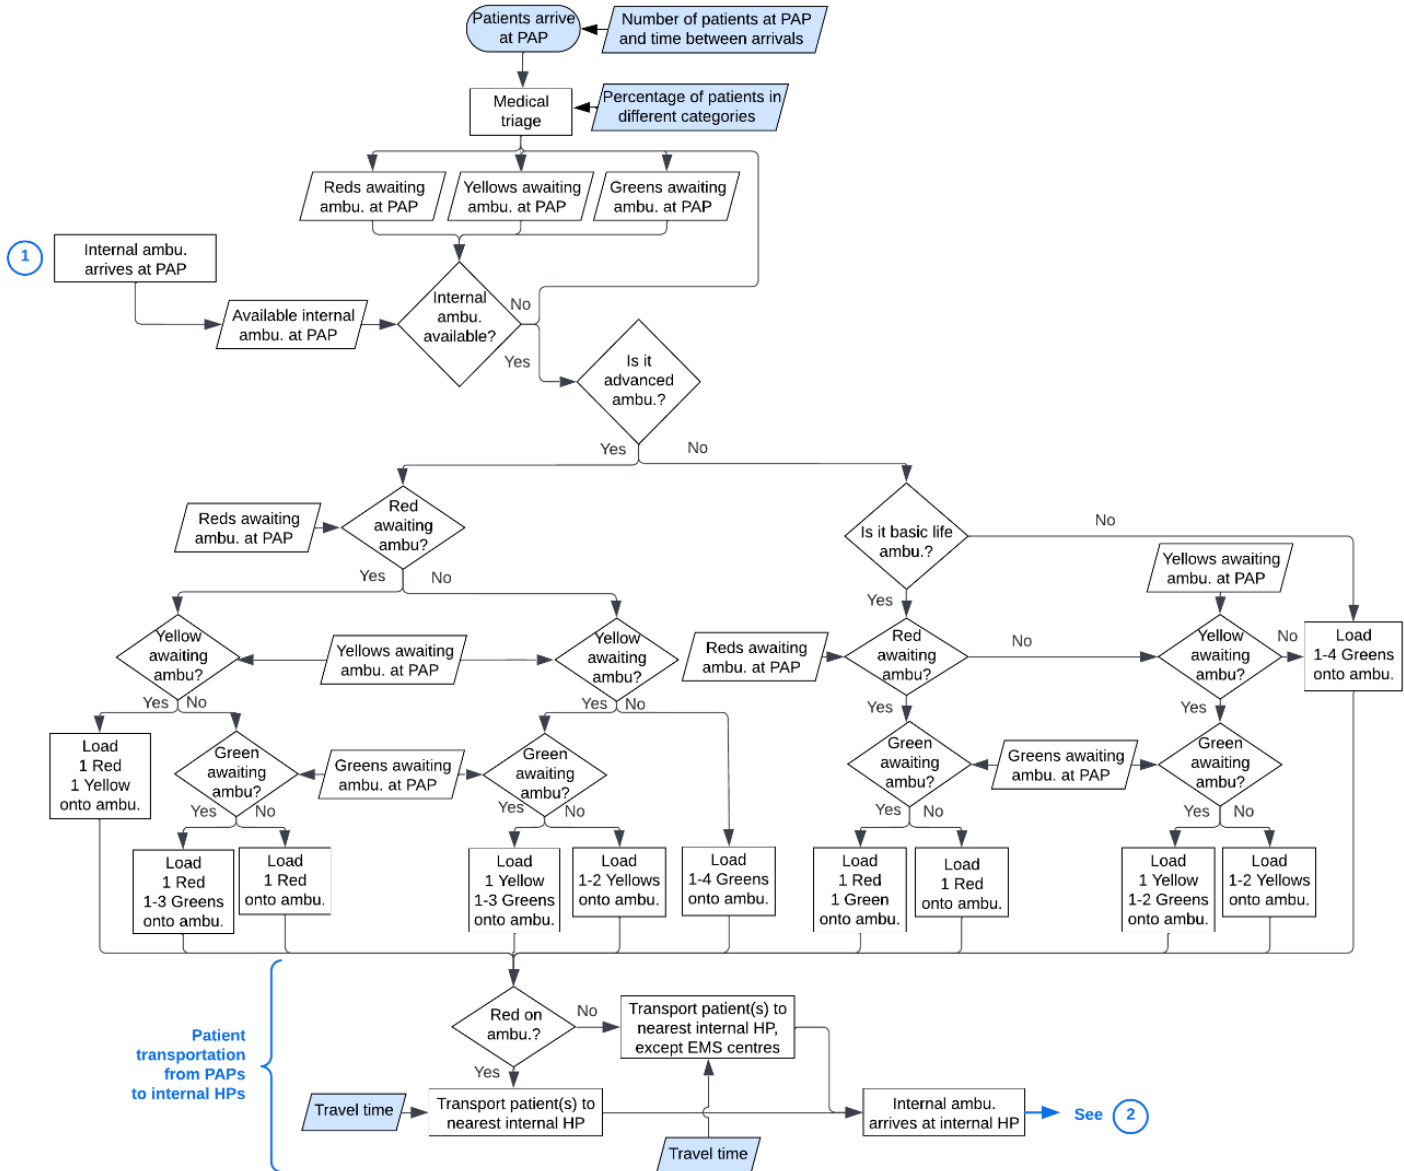 Patients arrive
at PAP
Number of patients at PAP
and time between arrivals
Medical
triage
Percentage of patients in
different categories
Reds awaiting
ambu. at PAP
Yellows awaiting
ambu. at PAP
Greens awaiting
ambu. at PAP
1
Internal ambu.
arrives at PAP
Available internal
ambu. at PAP
Internal
ambu.
available?
No
Yes
Is it
advanced
ambu.?
Yes
No
Reds awaiting
ambu. at PAP
Red
awaiting
ambu?
Yes
No
Is it basic life
ambu.?
No
Yes
Yellows awaiting
ambu. at PAP
Yellow
awaiting
ambu?
Yes
No
Yellows awaiting
ambu. at PAP
Yellow
awaiting
ambu?
Yes
No
Reds awaiting
ambu. at PAP
Red
awaiting
ambu?
No
Yes
Yellow
awaiting
ambu?
No
Yes
Load
1-4 Greens
onto ambu.
Load
1 Red
1 Yellow
onto ambu.
Green
awaiting
ambu?
Yes
No
Greens awaiting
ambu. at PAP
Green
awaiting
ambu?
Yes
No
Green
awaiting
ambu?
Yes
No
Greens awaiting
ambu. at PAP
Green
awaiting
ambu?
Yes
No
Load
1 Red
1-3 Greens
onto ambu.
Load
1 Red
onto ambu.
Load
1 Yellow
1-3 Greens
onto ambu.
Load
1-2 Yellows
onto ambu.
Load
1-4 Greens
onto ambu.
Load
1 Red
1 Green
onto ambu.
Load
1 Red
onto ambu.
Load
1 Yellow
1-2 Greens
onto ambu.
Load
1-2 Yellows
onto ambu.
Patient
transportation
from PAPs
to internal HPs
Red on
ambu.?
No
Yes
Transport patient(s) to
nearest internal HP,
except EMS centres
Travel time
Transport patient(s) to
nearest internal HP
Internal ambu.
arrives at internal HP
See
2
Travel time